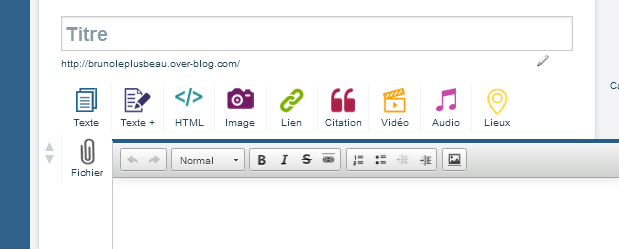 Titre
http://brunoleplusbeau.over-blog.com/
Texte Texte + HTML Image Lien Citation Vidéo Audio Lieux
Fichier
Normal B I S